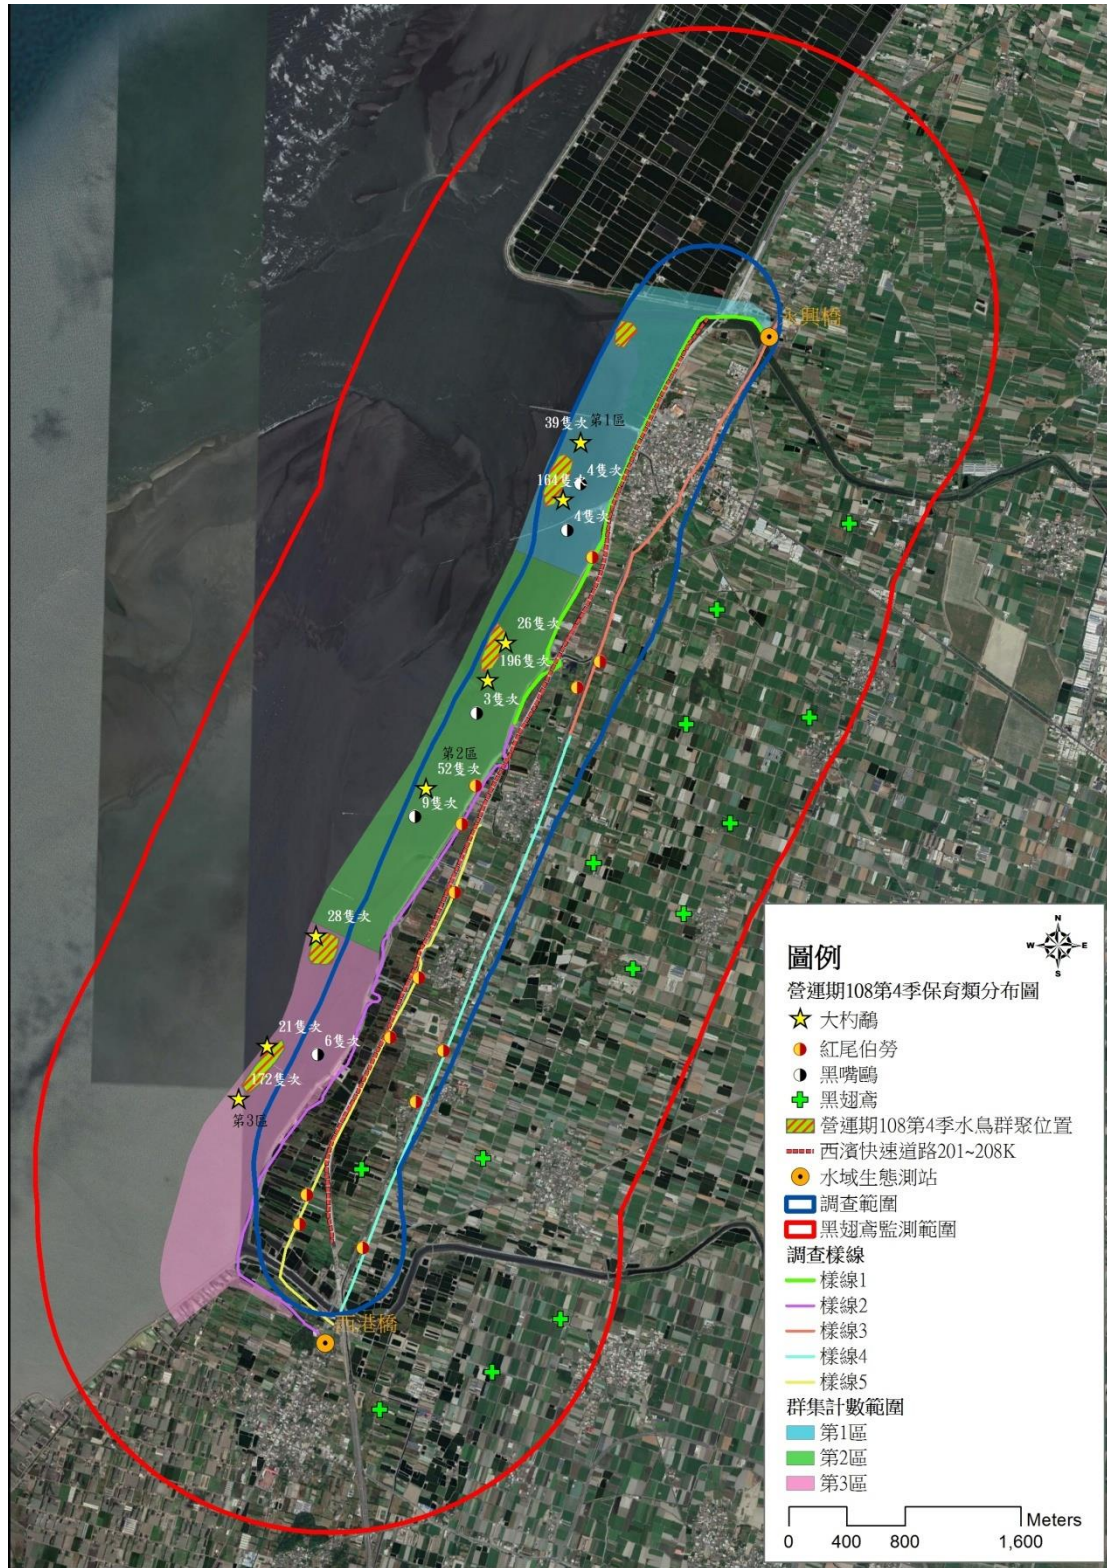 永興橋
39隻次
第1區
4隻次
161隻次
4隻次
26隻次
196隻次
3隻次
第2區
52隻次
9隻次
28隻次
21隻次
6隻次
172隻次
第3區
西港橋
圖例
N
W E
S
營運期108第4季保育類分布圖
大杓鷸
紅尾伯勞
黑嘴鷗
黑翅鳶
營運期108第4季水鳥群聚位置
西濱快速道路201~208K
水域生態測站
調查範圍
黑翅鳶監測範圍
調查樣線
樣線1
樣線2
樣線3
樣線4
樣線5
群集計數範圍
第1區
第2區
第3區
Meters
0 400 800 1,600